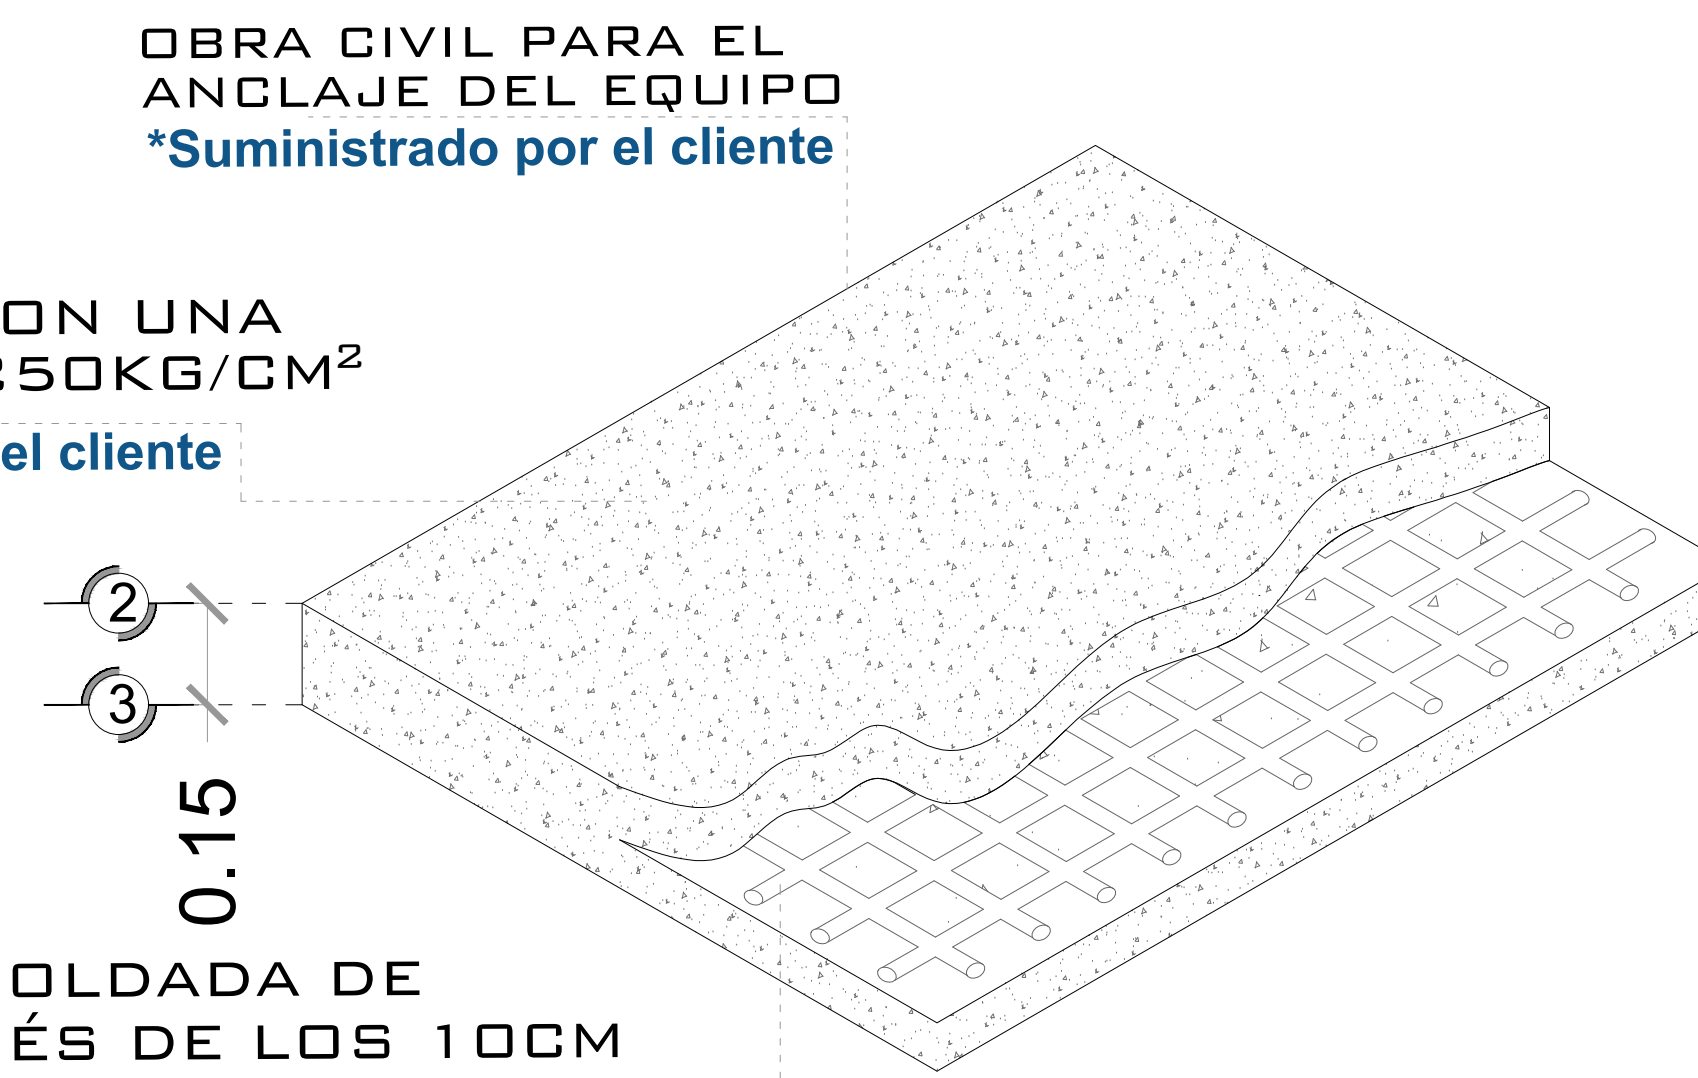 OBRA CIVIL PARA EL
ANCLAJE DEL EQUIPO
*Suministrado por el cliente
ON UNA
250KG/CM²
el cliente
2
3
0.15
OLDADA DE
ÉS DE LOS 10CM